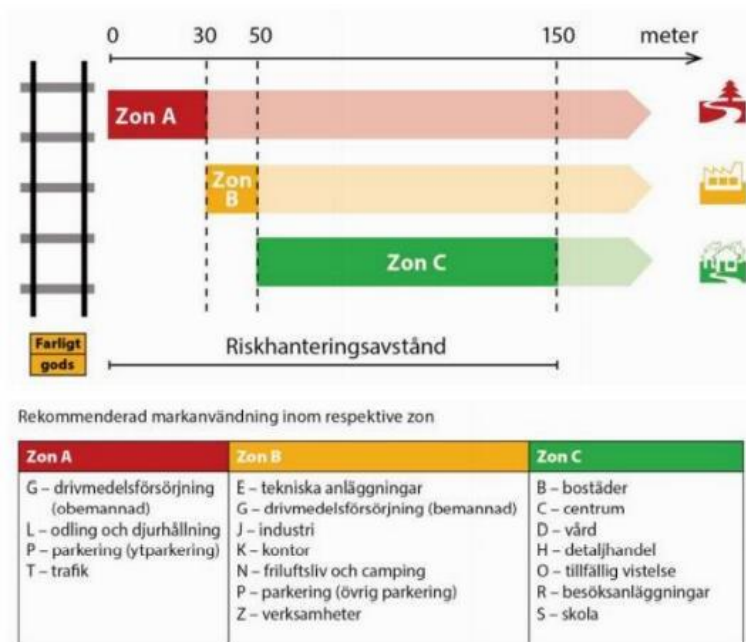 0 30 50 150 meter
Zon A
Zon
B
Zon C
Farligt
gods
Riskhanteringsavstånd
Rekommenderad markanvändning inom respektive zon
Zon A
G – drivmedelsförsörjning
(obemannad)
L – odling och djurhållning
P – parkering (ytparkering)
T – trafik
Zon B
E – tekniska anläggningar
G – drivmedelsförsörjning (bemannad)
J – industri
K – kontor
N – friluftsliv och camping
P – parkering (övrig parkering)
Z – verksamheter
Zon C
B – bostäder
C – centrum
D – vård
H – detaljhandel
O – tillfällig vistelse
R – besöksanläggningar
S – skola